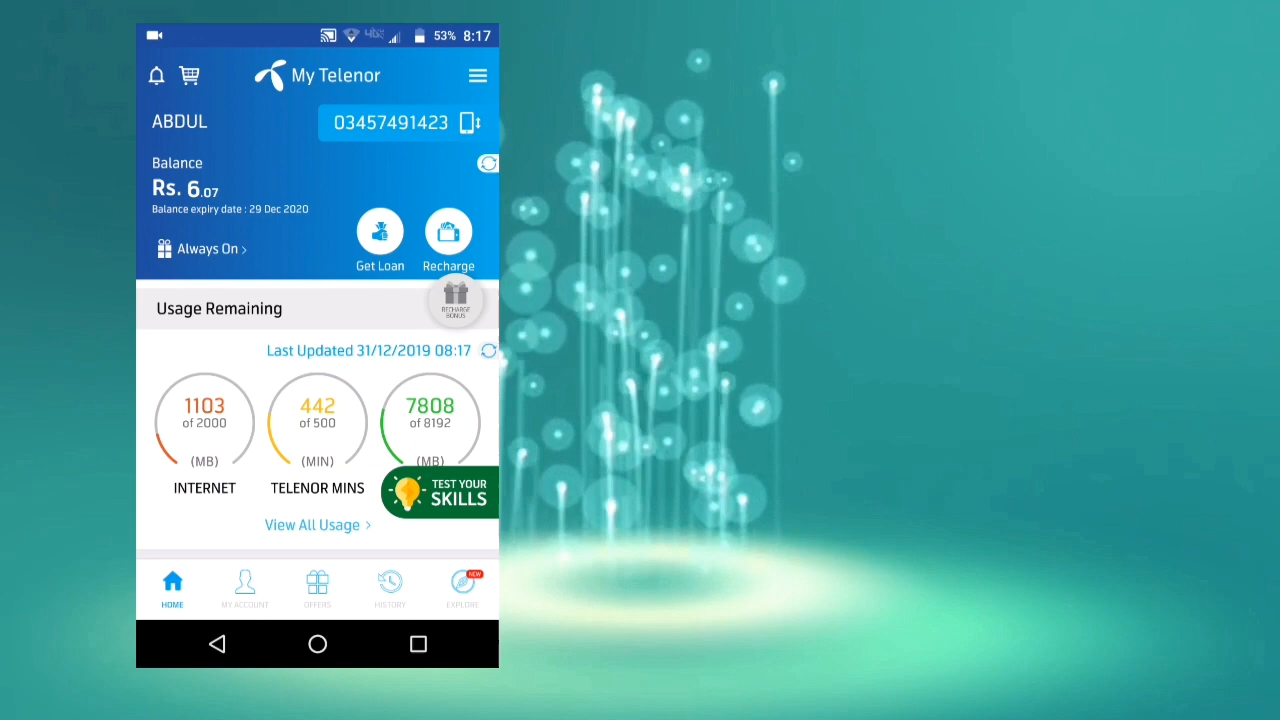 53% 8:17
My Telenor
ABDUL
03457491423
Balance
Rs. 6.07
Balance expiry date : 29 Dec 2020
Always On >
Get Loan
Recharge
RECHARGE
BONUS
Usage Remaining
Last Updated 31/12/2019 08:17
1103
of 2000
(MB)
INTERNET
442
of 500
(MIN)
TELENOR MINS
7808
of 8192
(MB)
TEST YOUR
SKILLS
View All Usage >
HOME
MY ACCOUNT
OFFERS
HISTORY
NEW
EXPLORE